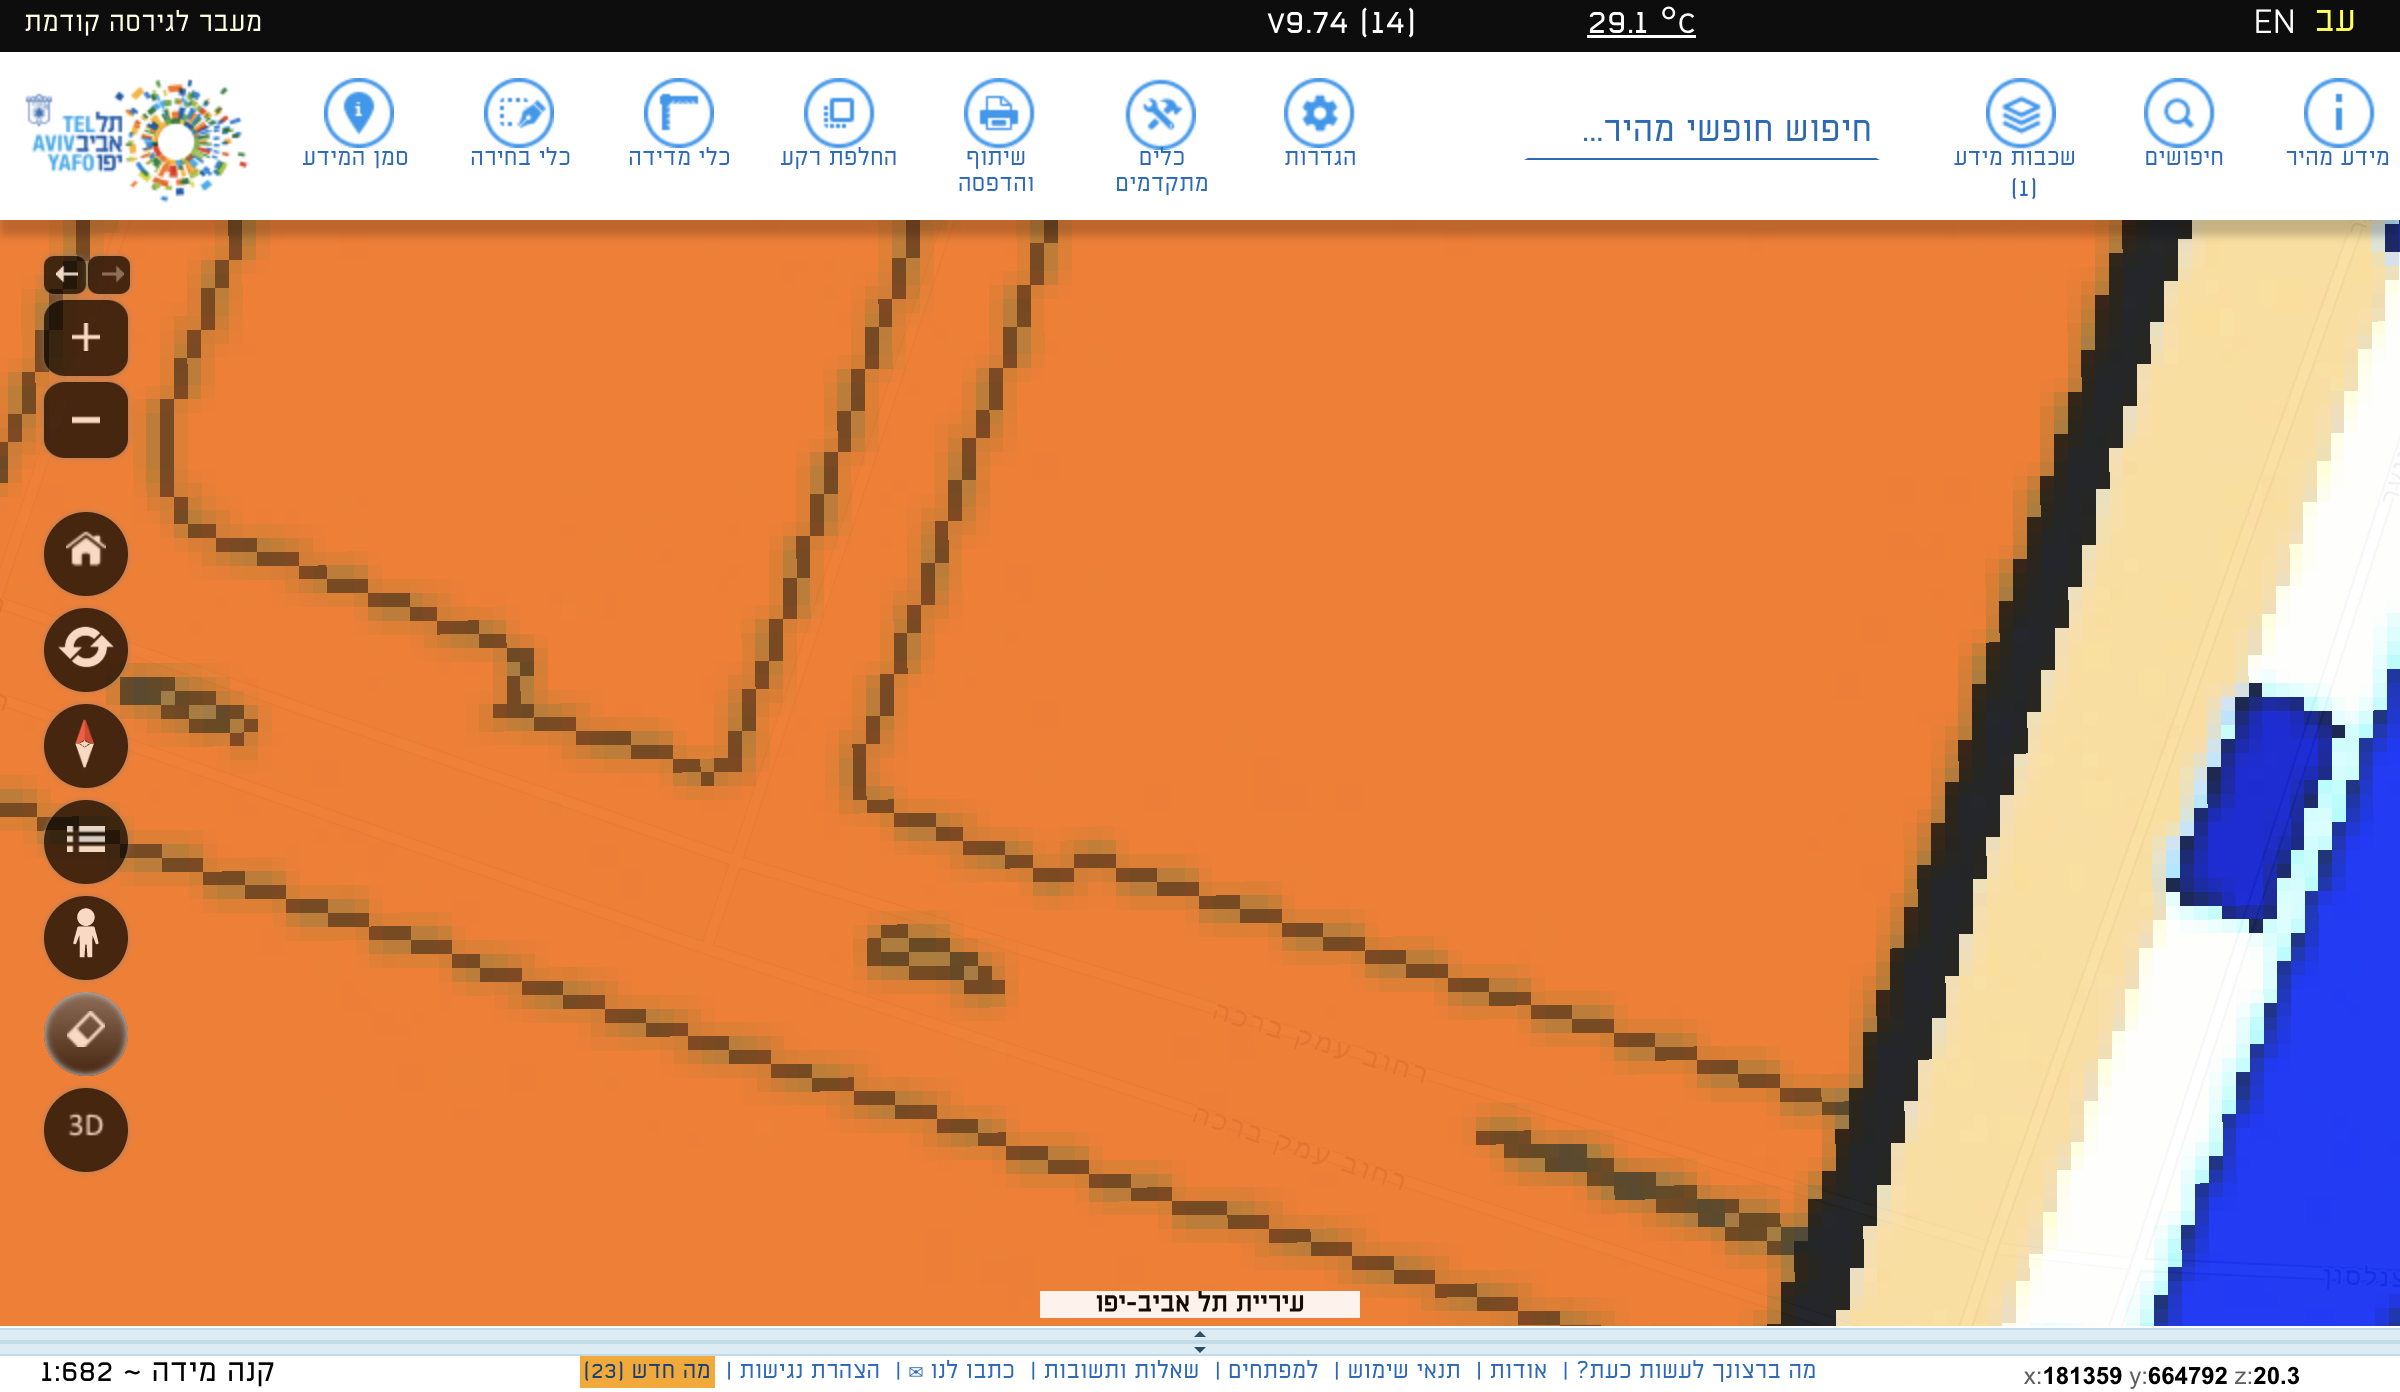 עב EN
29.1 °C
V9.74 (14)
מעבר לגירסה קודמת
מידע מהיר
חיפושים
שכבות מידע
(1)
חיפוש חופשי מהיר...
הגדרות
כלים
מתקדמים
שיתוף
והדפסה
החלפת רקע
כלי מדידה
כלי בחירה
סמן המידע
תל
אביב
יפו
TEL
AVIV
YAFO
3D
רחוב עמק ברכה
רחוב עמק ברכה
עיריית תל אביב-יפו
x:181359 y:664792 z:20.3
מה ברצונך לעשות כעת? | אודות | תנאי שימוש | למפתחים | שאלות ותשובות | כתבו לנו ✉ | הצהרת נגישות | מה חדש (23)
קנה מידה ~ 1:682